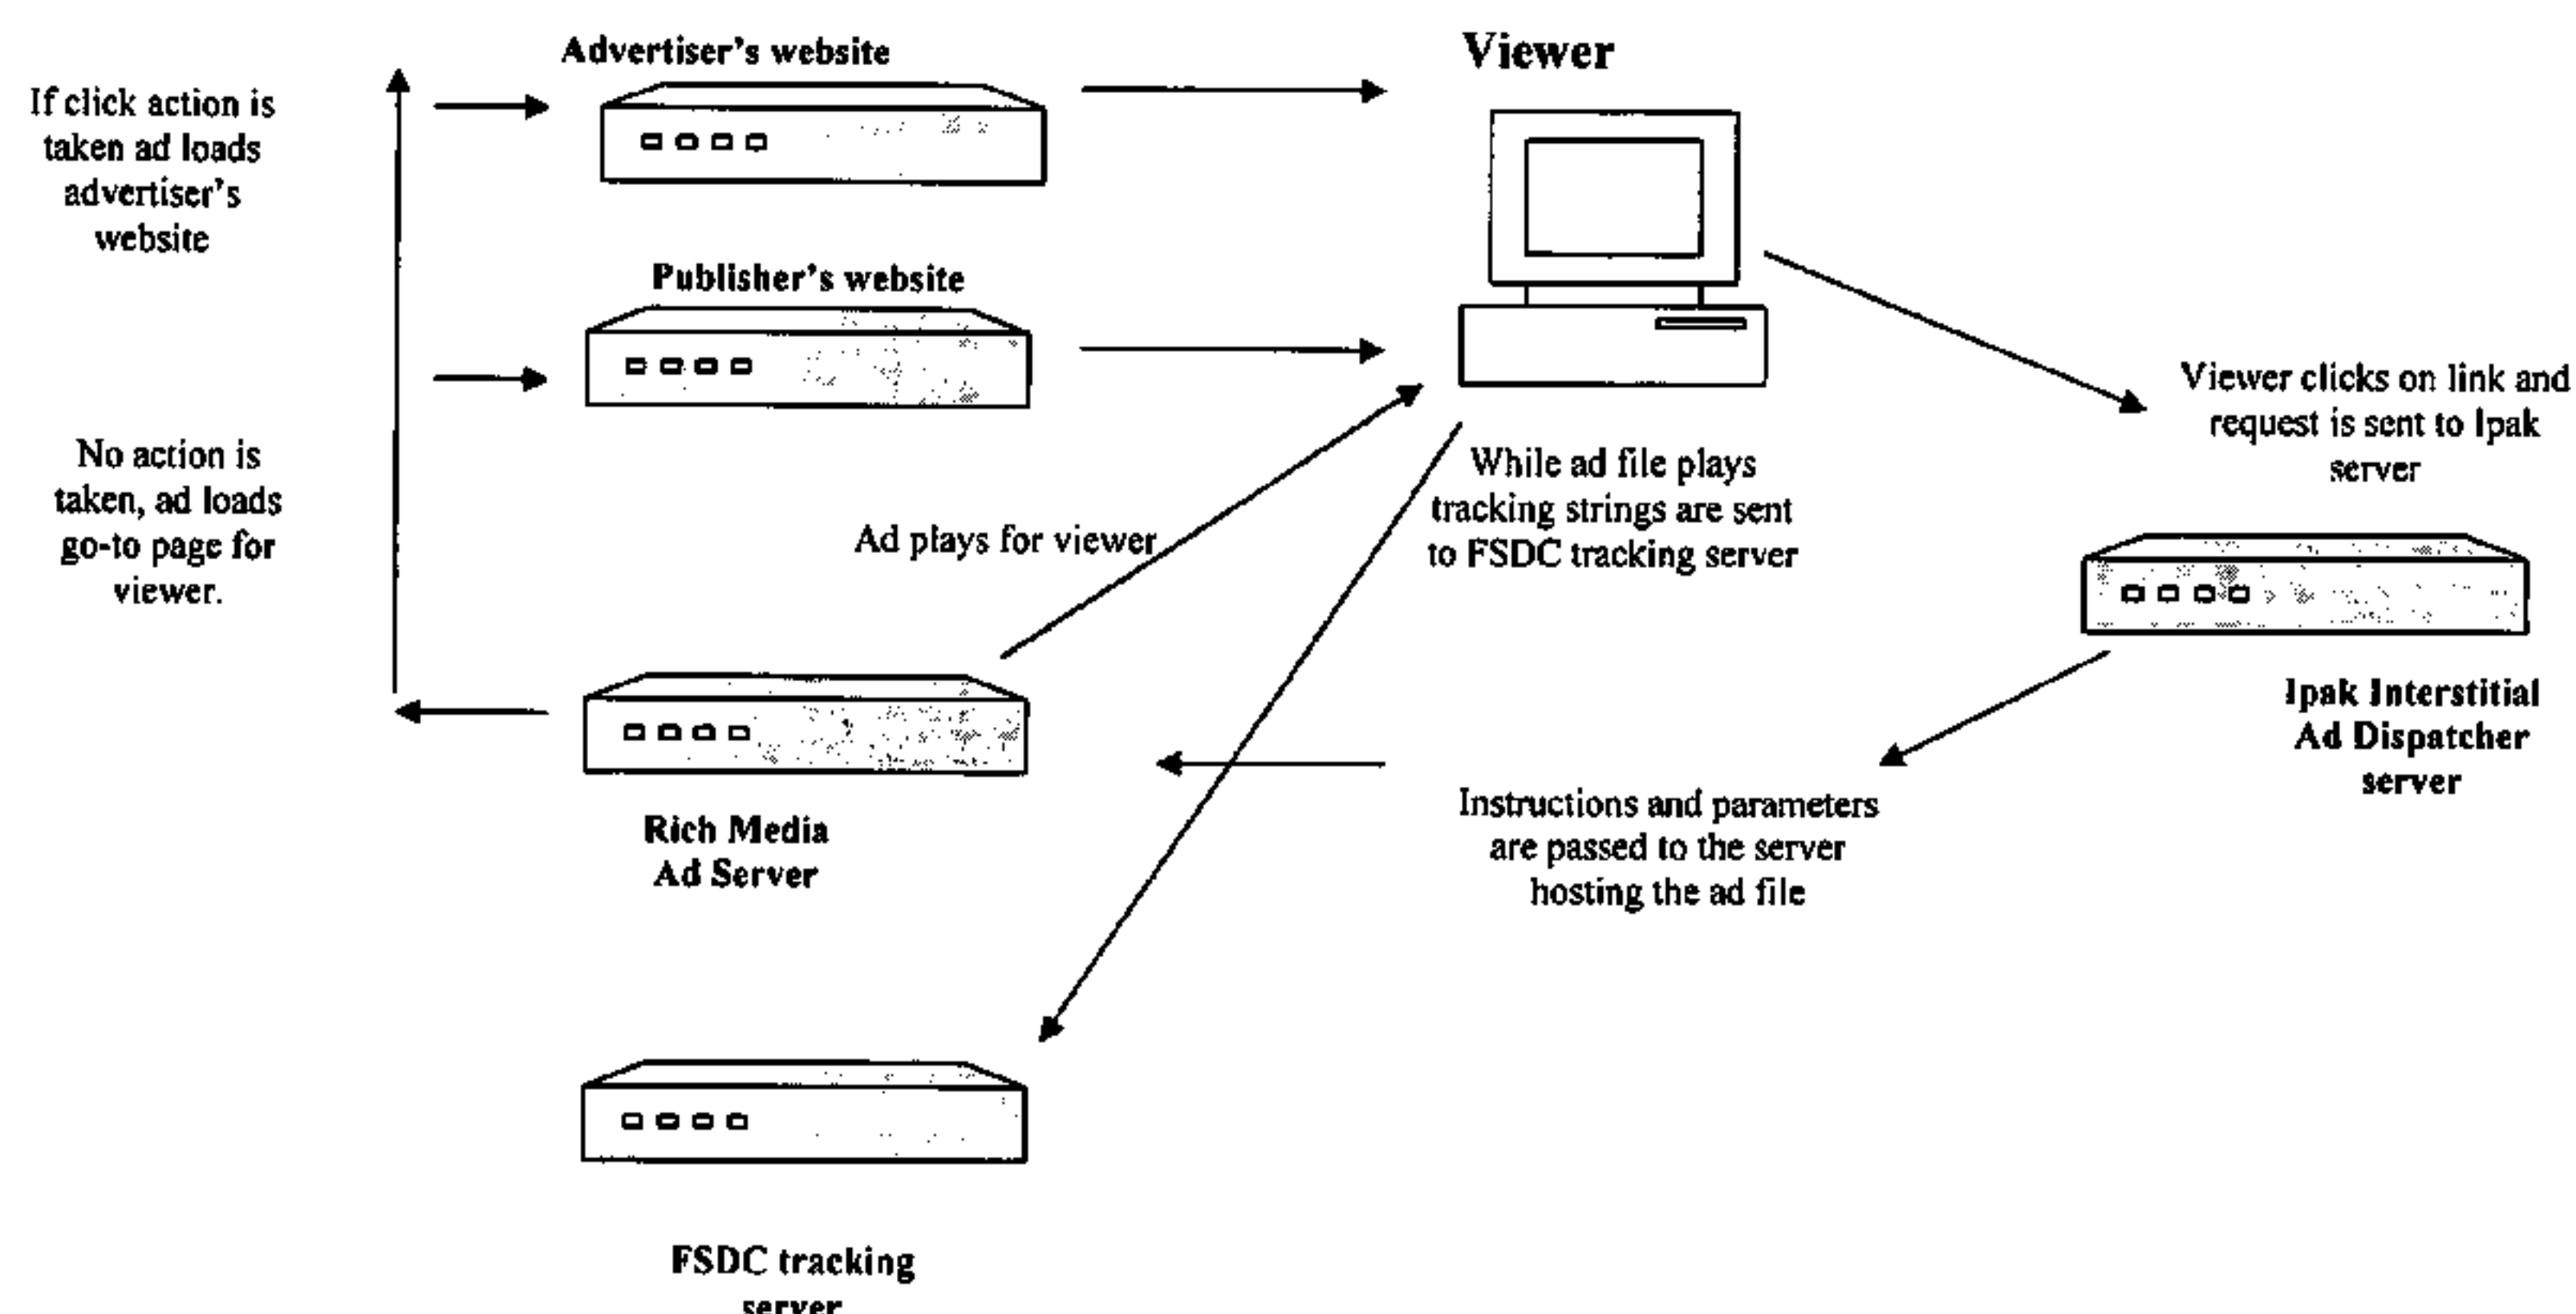 Advertiser's website
Viewer
If click action is
taken ad loads
advertiser's
website
Publisher's website
Viewer clicks on link and
request is sent to Ipak
server
No action is
taken, ad loads
go-to page for
viewer.
While ad file plays
tracking strings are sent
to FSDC tracking server
Ad plays for viewer
Ipak Interstitial
Ad Dispatcher
server
Instructions and parameters
are passed to the server
hosting the ad file
Rich Media
Ad Server
FSDC tracking
server